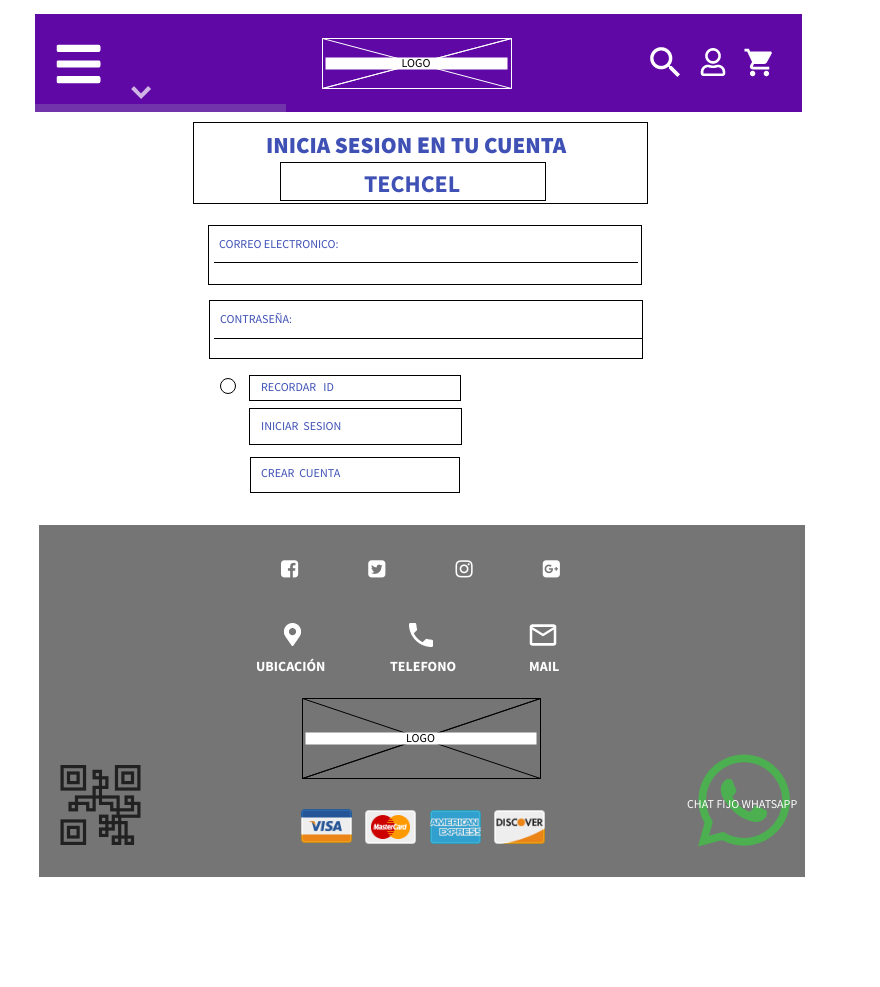 LOGO
INICIA SESION EN TU CUENTA
TECHCEL
CORREO ELECTRONICO:
CONTRASEÑA:
RECORDAR ID
INICIAR SESION
CREAR CUENTA
UBICACIÓN TELEFONO MAIL
LOGO
CHAT FIJO WHATSAPP
VISA MasterCard AMERICAN EXPRESS DISCOVER